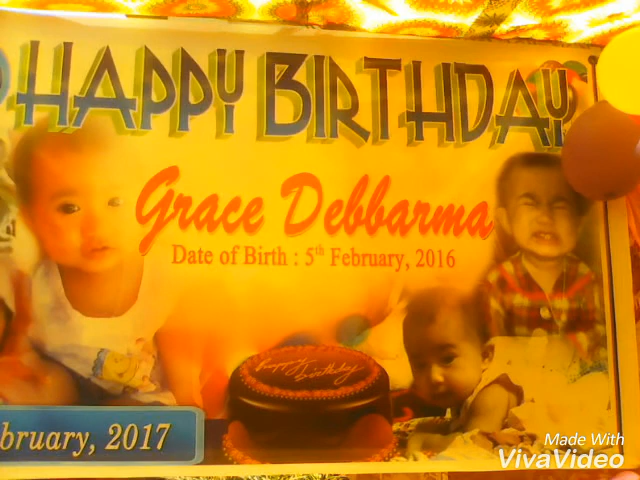 HAPPY BIRTHDAY
Grace Debbarma
Date of Birth : 5th February, 2016
Happy birthday
bruary, 2017
Made With
VivaVideo